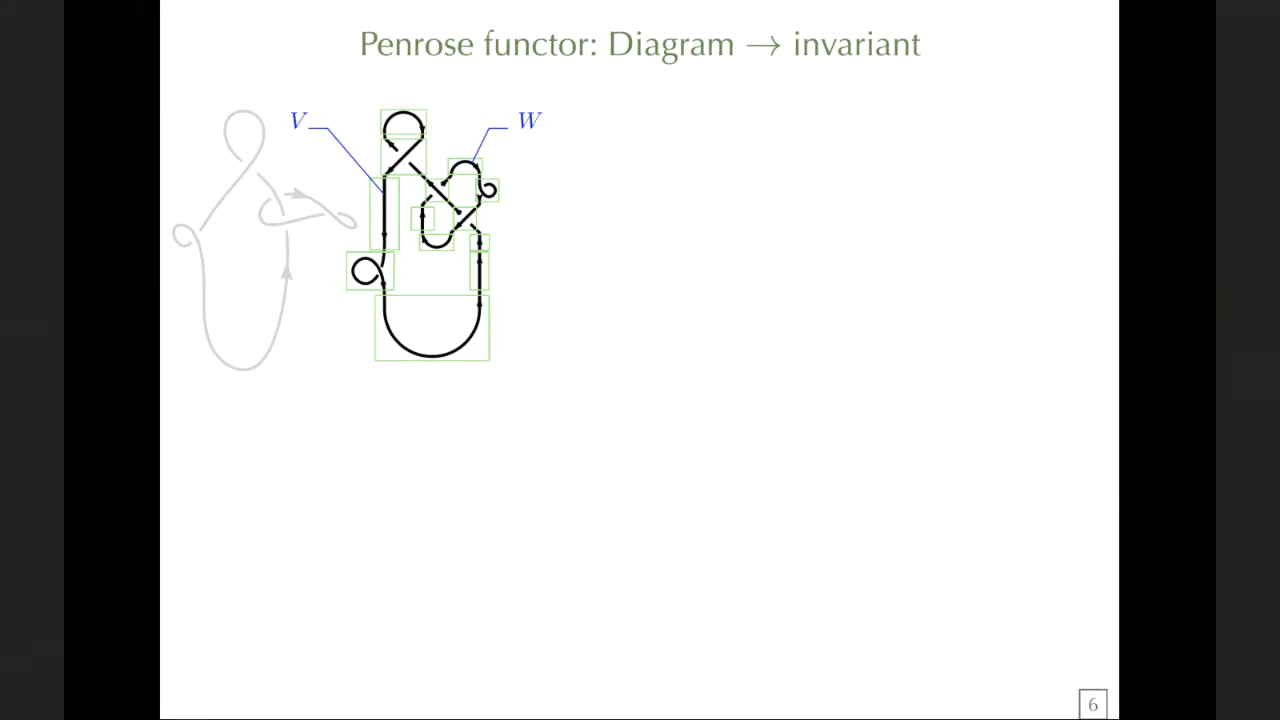 Penrose functor: Diagram → invariant
V
W
6